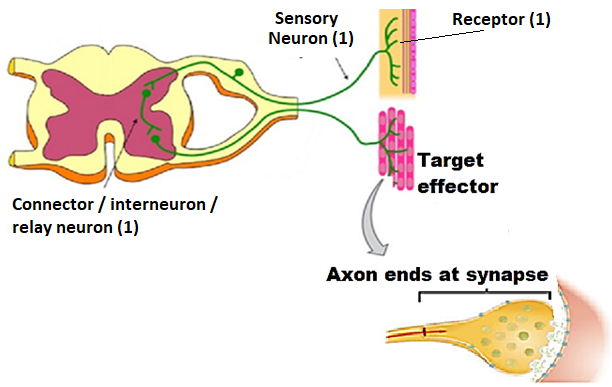 Sensory
Neuron (1)
Receptor (1)
Target
effector
Connector / interneuron /
relay neuron (1)
Axon ends at synapse